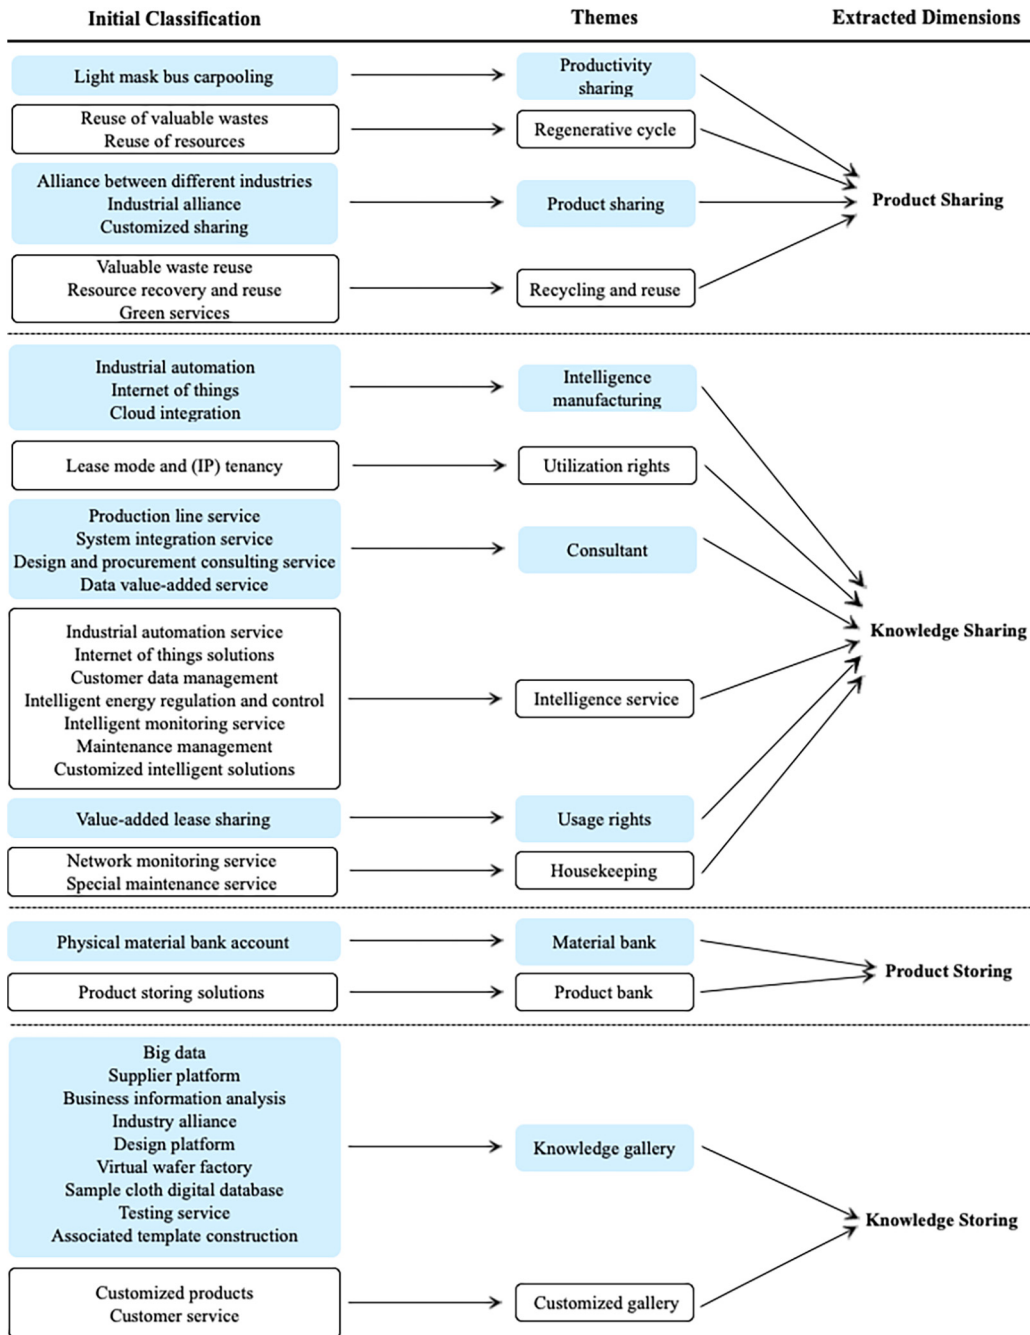 Initial Classification
Themes
Extracted Dimensions
Light mask bus carpooling
Productivity
sharing
Reuse of valuable wastes
Reuse of resources
Regenerative cycle
Alliance between different industries
Industrial alliance
Customized sharing
Product sharing
Product Sharing
Valuable waste reuse
Resource recovery and reuse
Green services
Recycling and reuse
Industrial automation
Internet of things
Cloud integration
Intelligence
manufacturing
Lease mode and (IP) tenancy
Utilization rights
Production line service
System integration service
Design and procurement consulting service
Data value-added service
Consultant
Knowledge Sharing
Industrial automation service
Internet of things solutions
Customer data management
Intelligent energy regulation and control
Intelligent monitoring service
Maintenance management
Customized intelligent solutions
Intelligence service
Value-added lease sharing
Usage rights
Network monitoring service
Special maintenance service
Housekeeping
Physical material bank account
Material bank
Product Storing
Product storing solutions
Product bank
Big data
Supplier platform
Business information analysis
Industry alliance
Design platform
Virtual wafer factory
Sample cloth digital database
Testing service
Associated template construction
Knowledge gallery
Knowledge Storing
Customized products
Customer service
Customized gallery